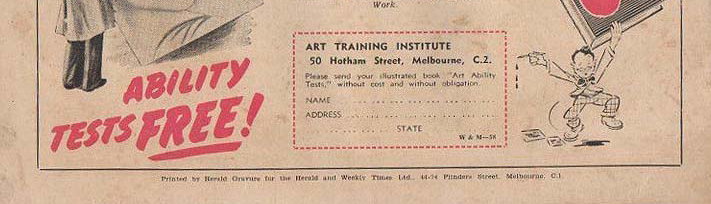 Work.
ABILITY
TESTS FREE!
ART TRAINING INSTITUTE
50 Hotham Street, Melbourne, C.2.
Please send your illustrated book "Art Ability
Tests," without cost and without obligation.
NAME
ADDRESS
STATE
W & M—58
Printed by Herald Gravure for the Herald and Weekly Times Ltd., 44-74 Flinders Street, Melbourne, C.1.